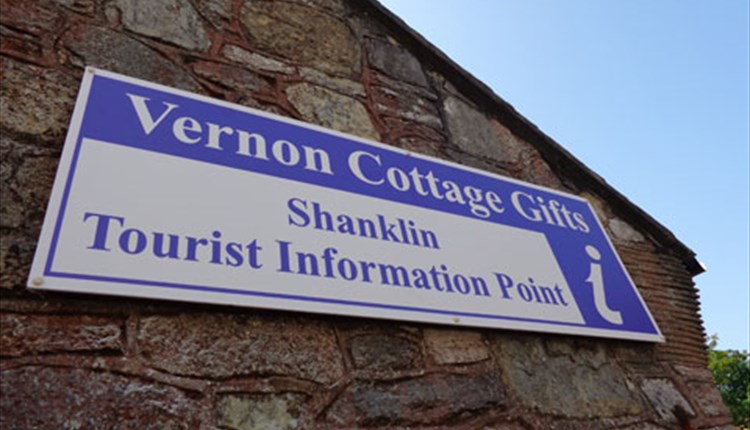 Vernon Cottage Gifts
Shanklin
Tourist Information Point
i